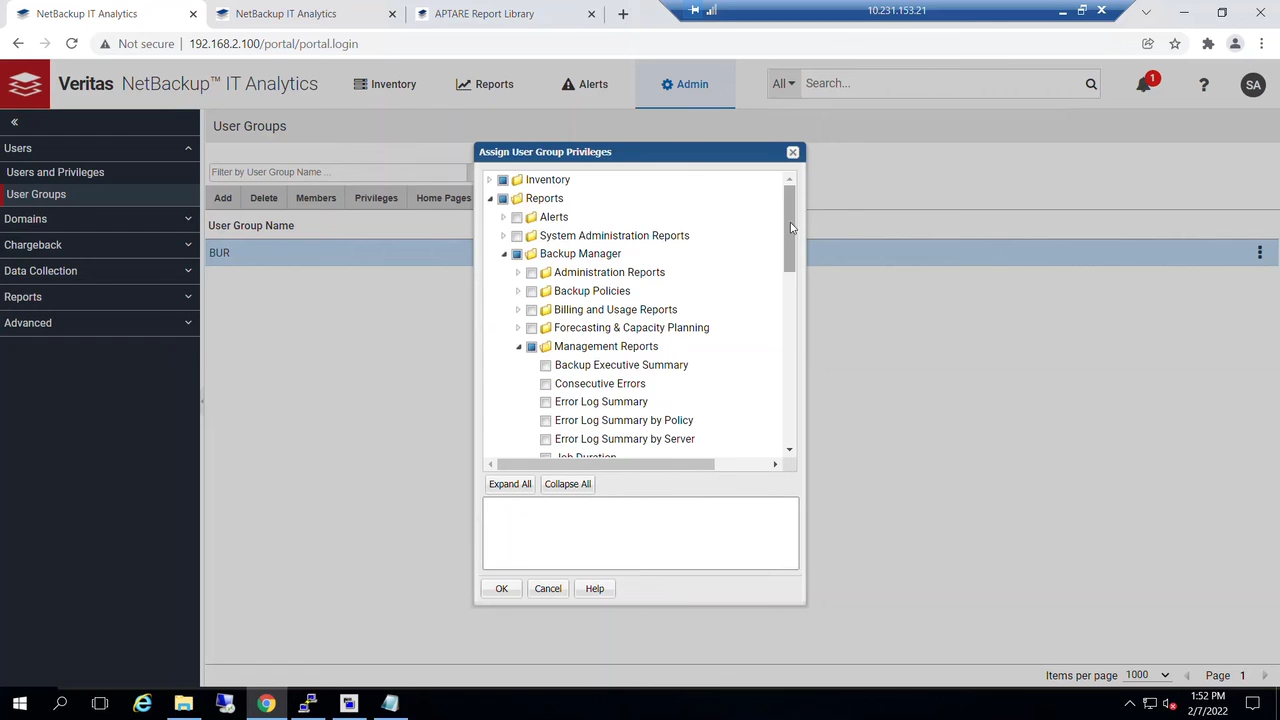 NetBackup IT Analytics
NetBackup IT Analytics
APTARE Report Library
10.231.153.21
Not secure
192.168.2.100/portal/portal.login
Veritas NetBackup™ IT Analytics
Inventory
Reports
Alerts
Admin
All
Search...
1
?
SA
Users
Users and Privileges
User Groups
Domains
Chargeback
Data Collection
Reports
Advanced
User Groups
Filter by User Group Name ...
Add
Delete
Members
Privileges
Home Pages
User Group Name
BUR
Assign User Group Privileges
Inventory
Reports
Alerts
System Administration Reports
Backup Manager
Administration Reports
Backup Policies
Billing and Usage Reports
Forecasting & Capacity Planning
Management Reports
Backup Executive Summary
Consecutive Errors
Error Log Summary
Error Log Summary by Policy
Error Log Summary by Server
Job Duration
Expand All
Collapse All
OK
Cancel
Help
Items per page
1000
Page
1
1:52 PM
2/7/2022